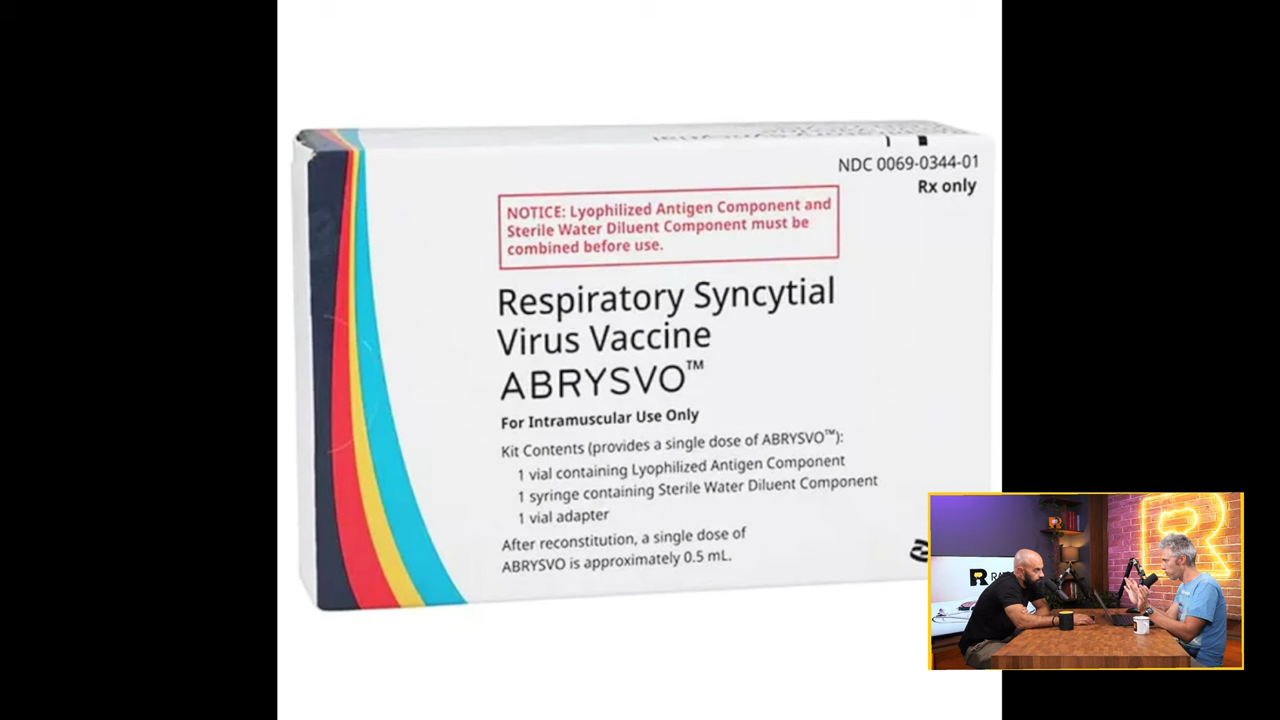 NDC 0069-0344-01
Rx only
NOTICE: Lyophilized Antigen Component and
Sterile Water Diluent Component must be
combined before use.
Respiratory Syncytial
Virus Vaccine
ABRYSVO™
For Intramuscular Use Only
Kit Contents (provides a single dose of ABRYSVO™):
1 vial containing Lyophilized Antigen Component
1 syringe containing Sterile Water Diluent Component
1 vial adapter
After reconstitution, a single dose of
ABRYSVO is approximately 0.5 mL.
R